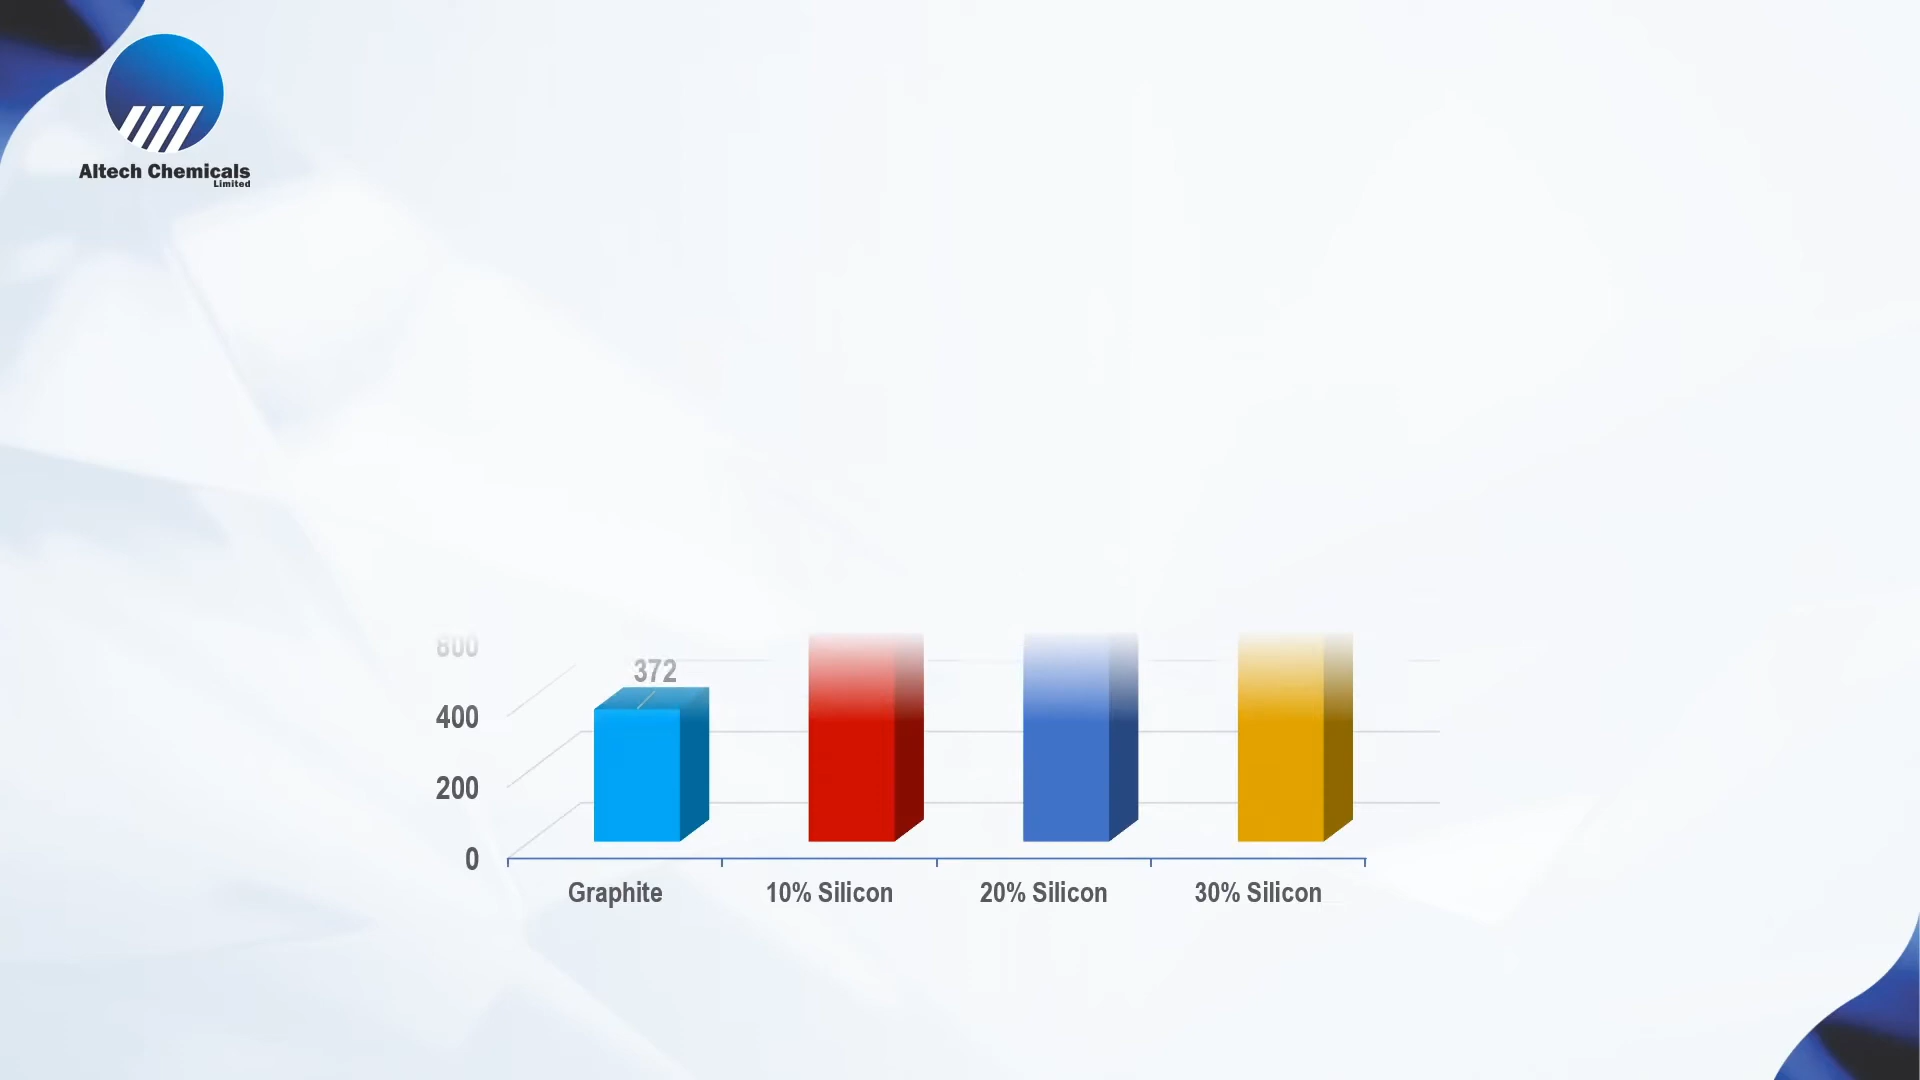 Altech Chemicals
Limited
372
400
200
0
Graphite 10% Silicon 20% Silicon 30% Silicon